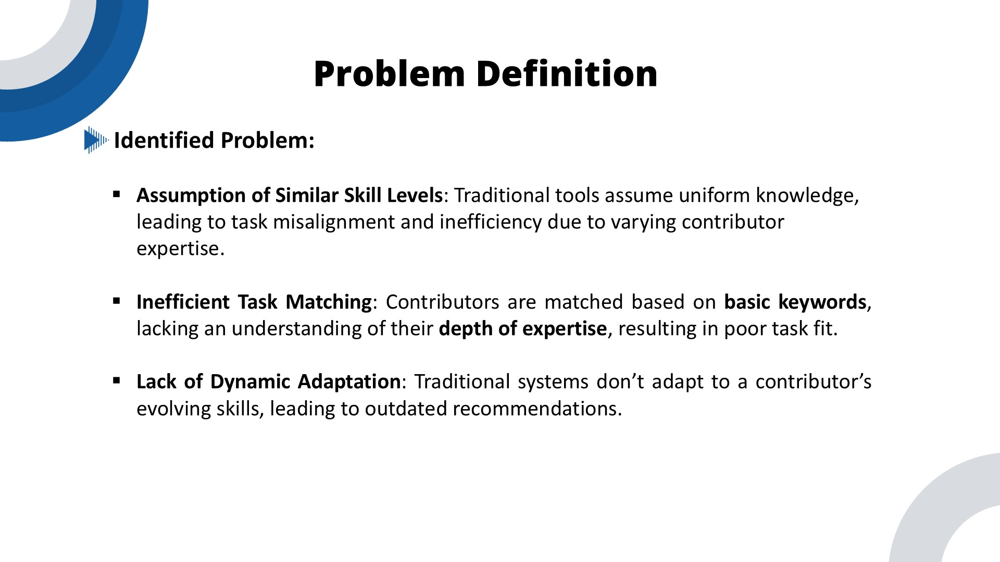 Problem Definition
Identified Problem:
▪ Assumption of Similar Skill Levels: Traditional tools assume uniform knowledge,
leading to task misalignment and inefficiency due to varying contributor
expertise.
▪ Inefficient Task Matching: Contributors are matched based on basic keywords,
lacking an understanding of their depth of expertise, resulting in poor task fit.
▪ Lack of Dynamic Adaptation: Traditional systems don’t adapt to a contributor’s
evolving skills, leading to outdated recommendations.